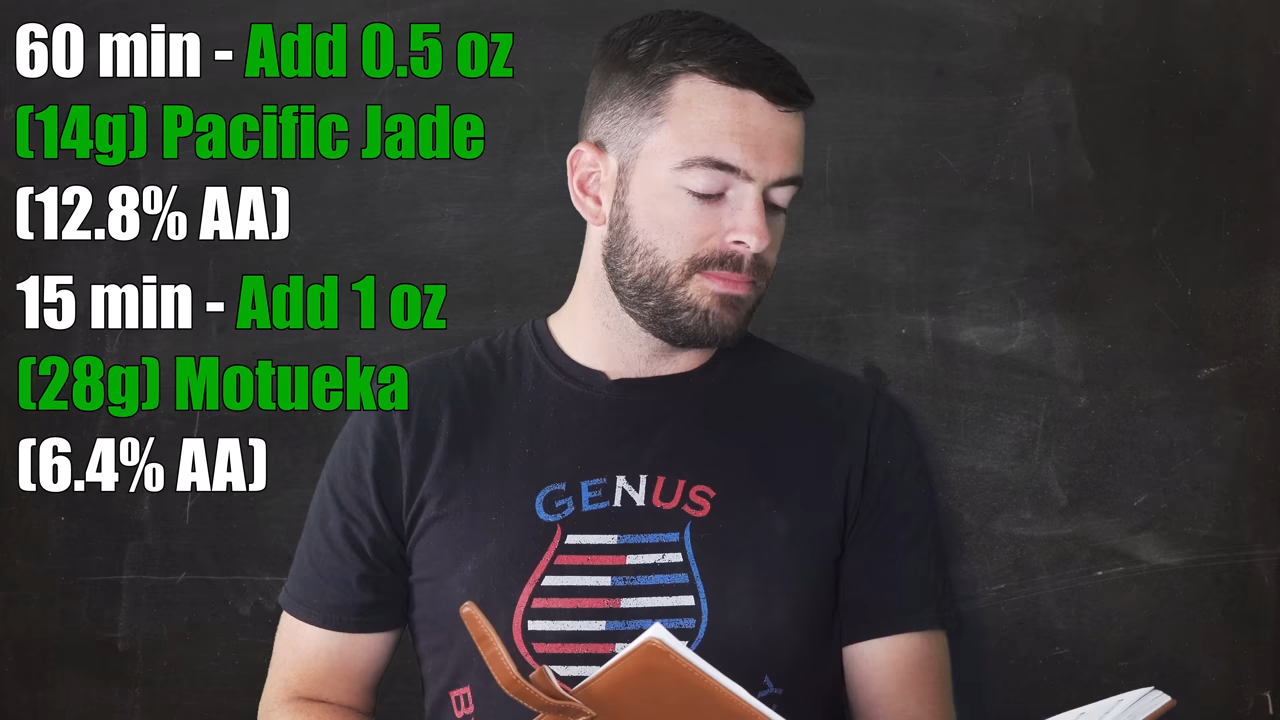 60 min - Add 0.5 oz
(14g) Pacific Jade
(12.8% AA)
15 min - Add 1 oz
(28g) Motueka
(6.4% AA)
GENUS